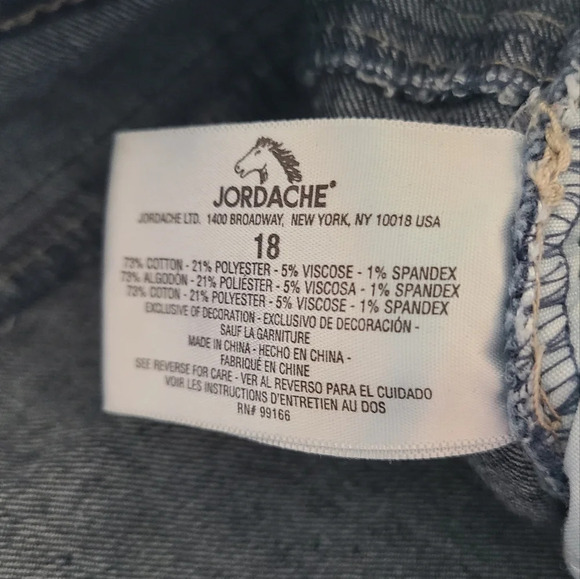 JORDACHE®
JORDACHE LTD. 1400 BROADWAY, NEW YORK, NY 10018 USA
18
73% COTTON - 21% POLYESTER - 5% VISCOSE - 1% SPANDEX
73% ALGODÓN - 21% POLIÉSTER - 5% VISCOSA - 1% SPANDEX
73% COTON - 21% POLYESTER - 5% VISCOSE - 1% SPANDEX
EXCLUSIVE OF DECORATION - EXCLUSIVO DE DECORACIÓN -
SAUF LA GARNITURE
MADE IN CHINA - HECHO EN CHINA -
FABRIQUÉ EN CHINE
SEE REVERSE FOR CARE - VER AL REVERSO PARA EL CUIDADO
VOIR LES INSTRUCTIONS D'ENTRETIEN AU DOS
RN# 99166